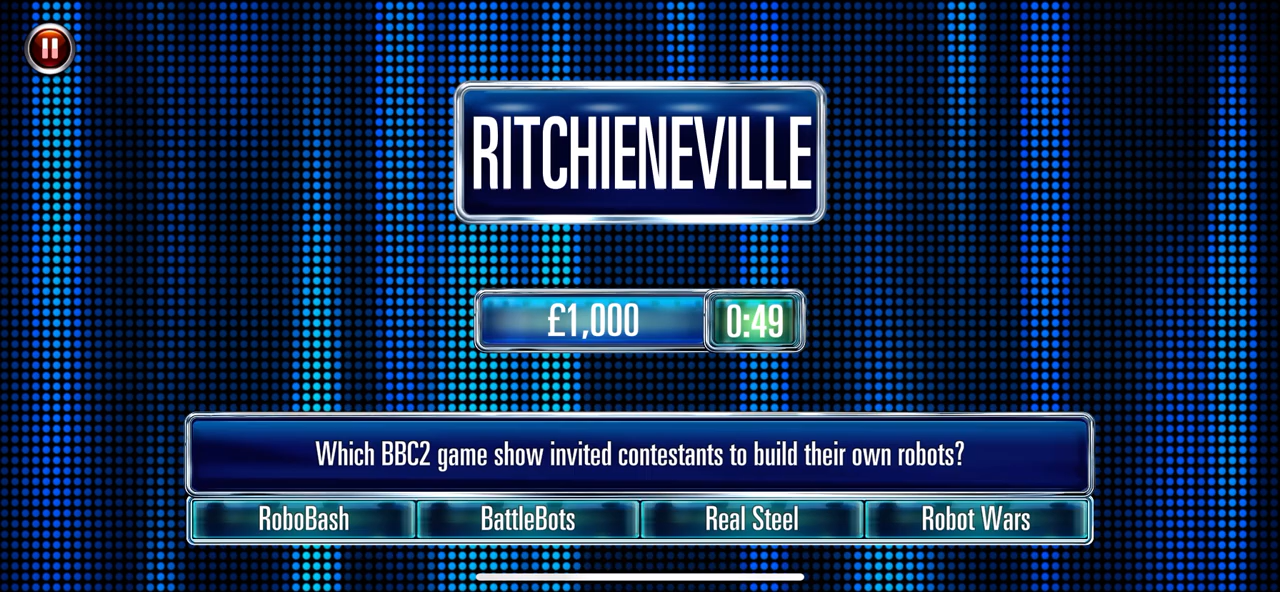 RITCHIENEVILLE
£1,000 0:49
Which BBC2 game show invited contestants to build their own robots?
RoboBash BattleBots Real Steel Robot Wars